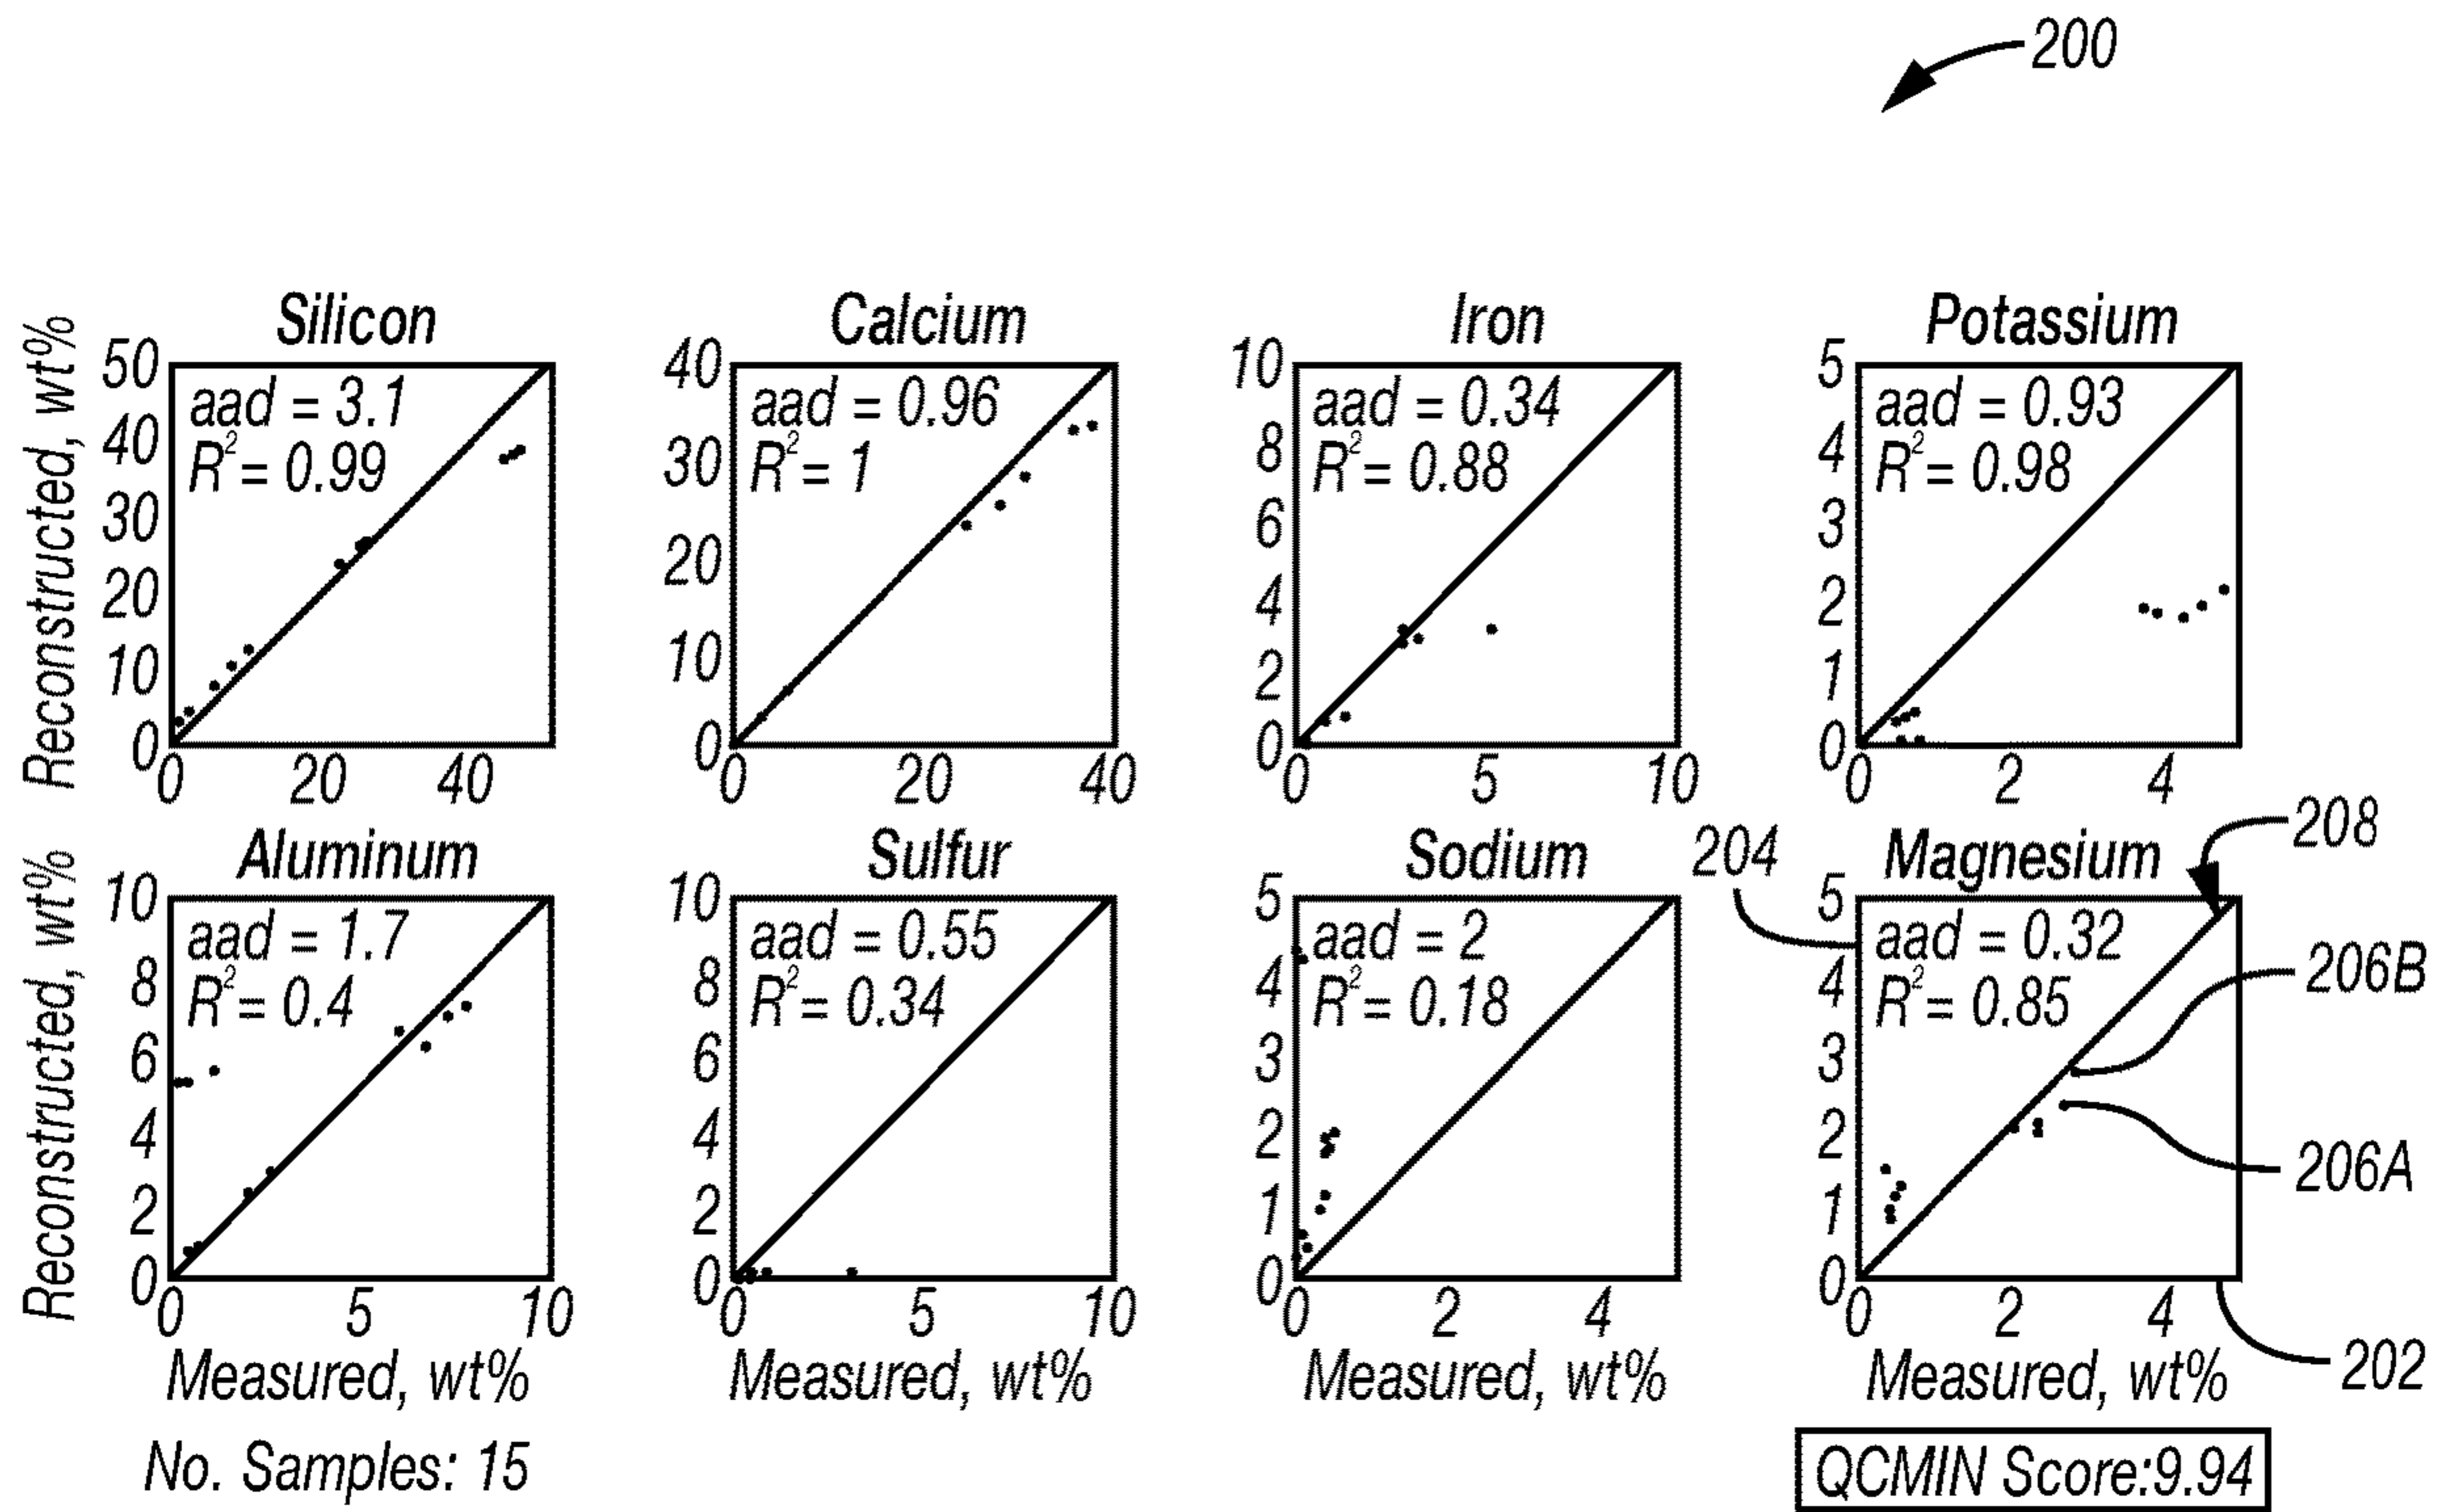 200
Silicon
Reconstructed, wt%
50
40
30
20
10
0
aad = 3.1
R² = 0.99
0 20 40
Calcium
40
30
20
10
0
aad = 0.96
R² = 1
0 20 40
Iron
10
8
6
4
2
0
aad = 0.34
R² = 0.88
0 5 10
Potassium
5
4
3
2
1
0
aad = 0.93
R² = 0.98
0 2 4
Aluminum
Reconstructed, wt%
10
8
6
4
2
0
aad = 1.7
R² = 0.4
0 5 10
Measured, wt%
Sulfur
10
8
6
4
2
0
aad = 0.55
R² = 0.34
0 5 10
Measured, wt%
Sodium
5
4
3
2
1
0
aad = 2
R² = 0.18
0 2 4
Measured, wt%
204
Magnesium
208
5
4
3
2
1
0
aad = 0.32
R² = 0.85
206B
206A
0 2 4
Measured, wt%
202
No. Samples: 15
QCMIN Score:9.94